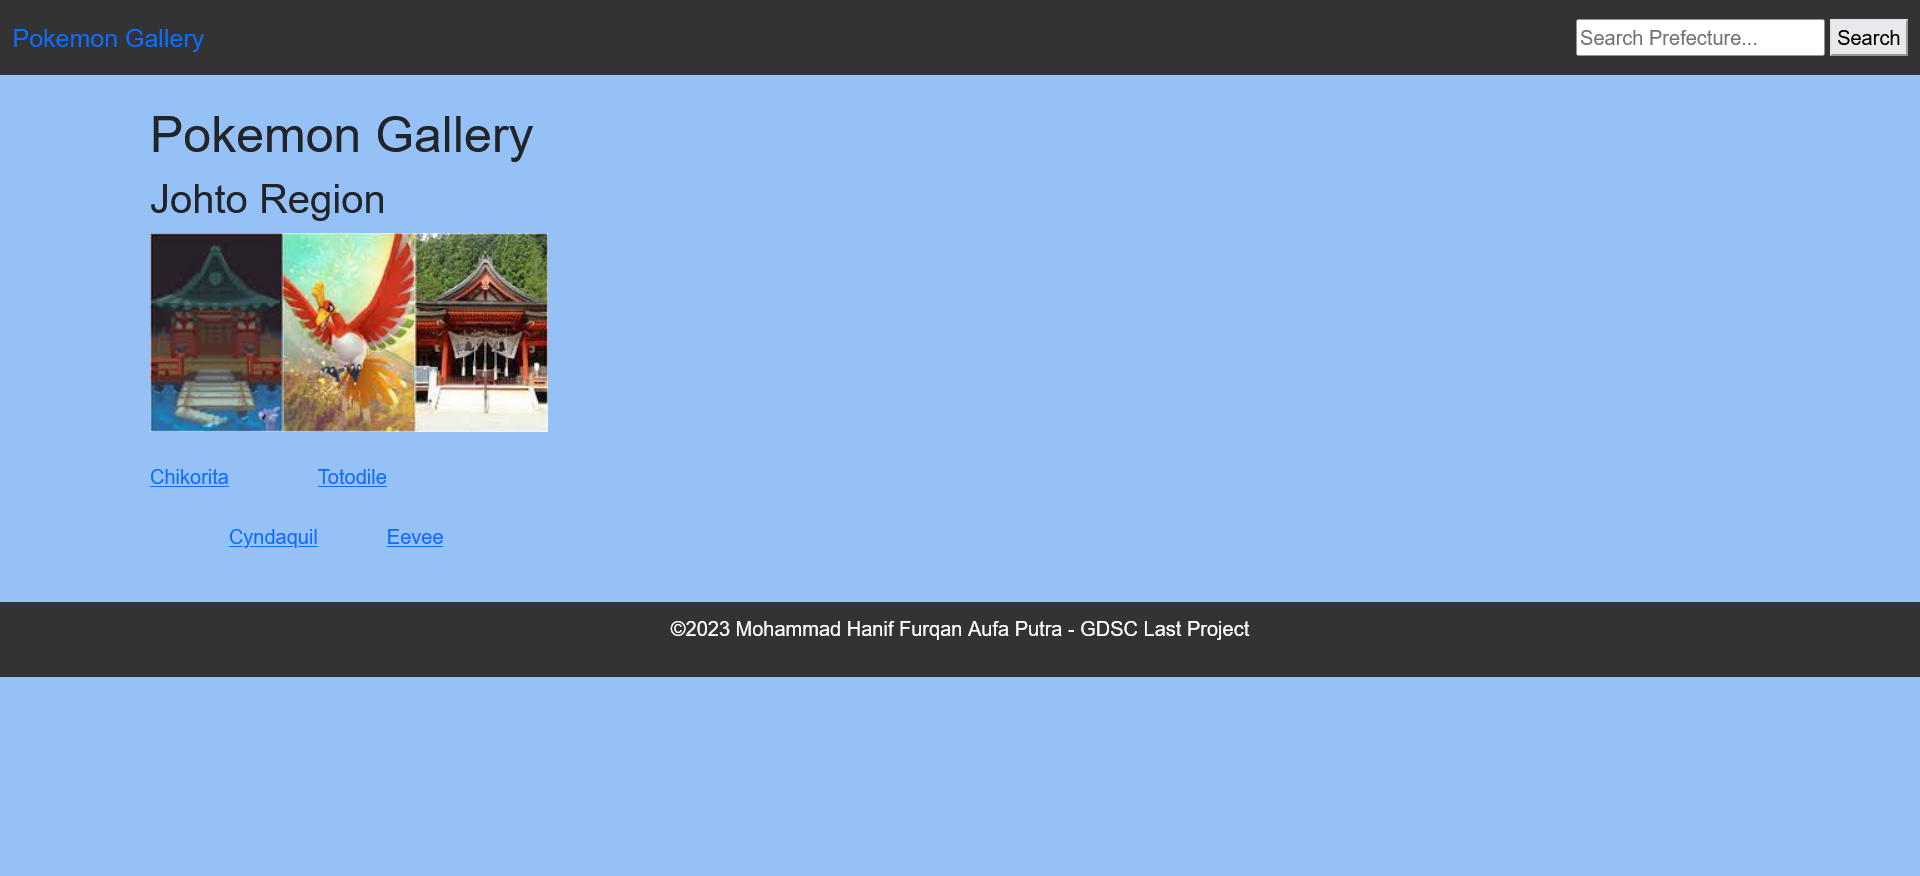 Pokemon Gallery
Search Prefecture...
Search
Pokemon Gallery
Johto Region
Chikorita
Totodile
Cyndaquil
Eevee
©2023 Mohammad Hanif Furqan Aufa Putra - GDSC Last Project